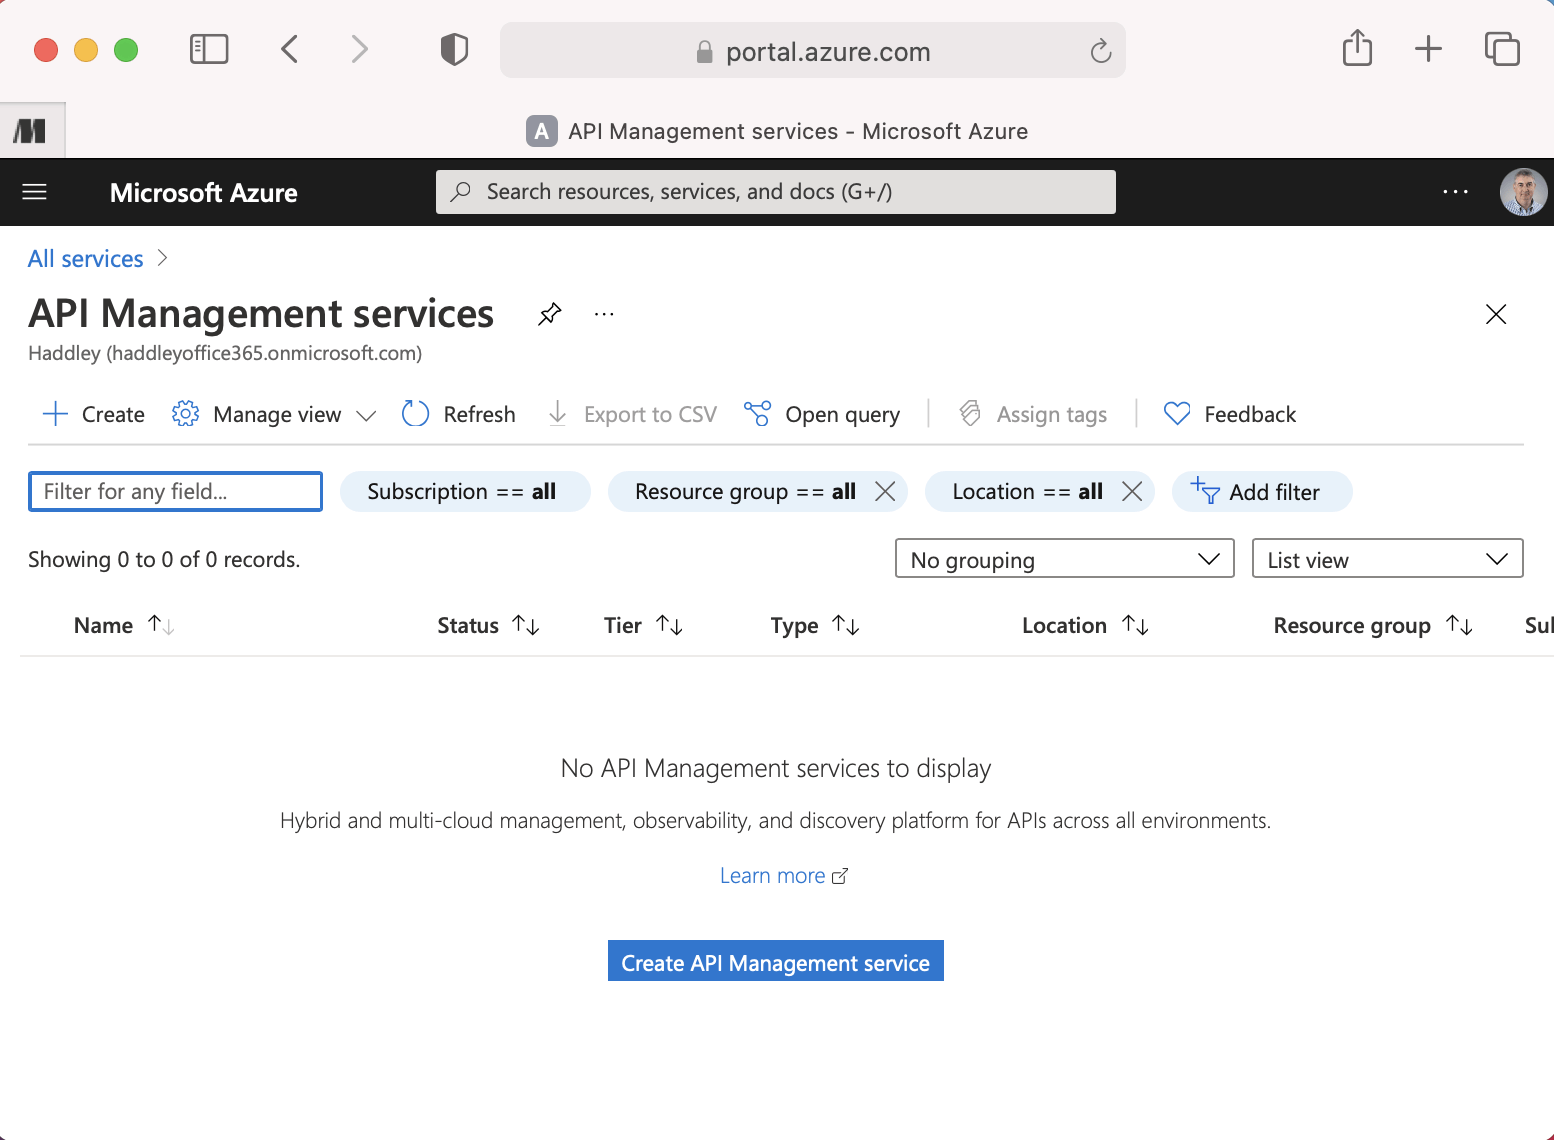 portal.azure.com
A API Management services - Microsoft Azure
Microsoft Azure
Search resources, services, and docs (G+/)
All services
API Management services
Haddley (haddleyoffice365.onmicrosoft.com)
Create Manage view Refresh Export to CSV Open query Assign tags Feedback
Filter for any field... Subscription == all Resource group == all Location == all Add filter
Showing 0 to 0 of 0 records. No grouping List view
Name Status Tier Type Location Resource group Sul
No API Management services to display
Hybrid and multi-cloud management, observability, and discovery platform for APIs across all environments.
Learn more
Create API Management service